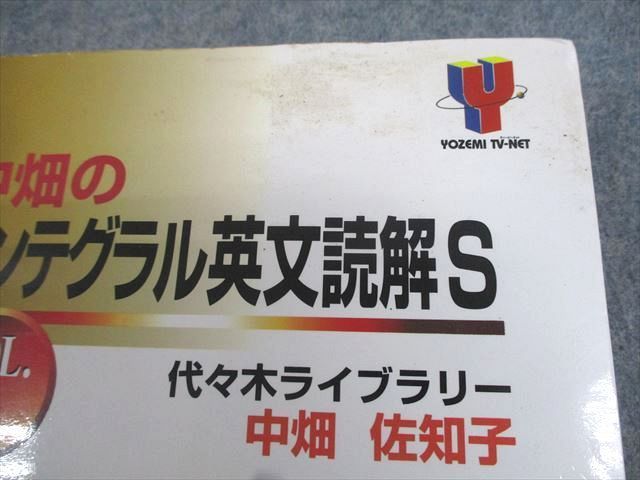 YOZEMI TV-NET
中畑の
ンテグラル英文読解S
L.
代々木ライブラリー
中畑 佐知子